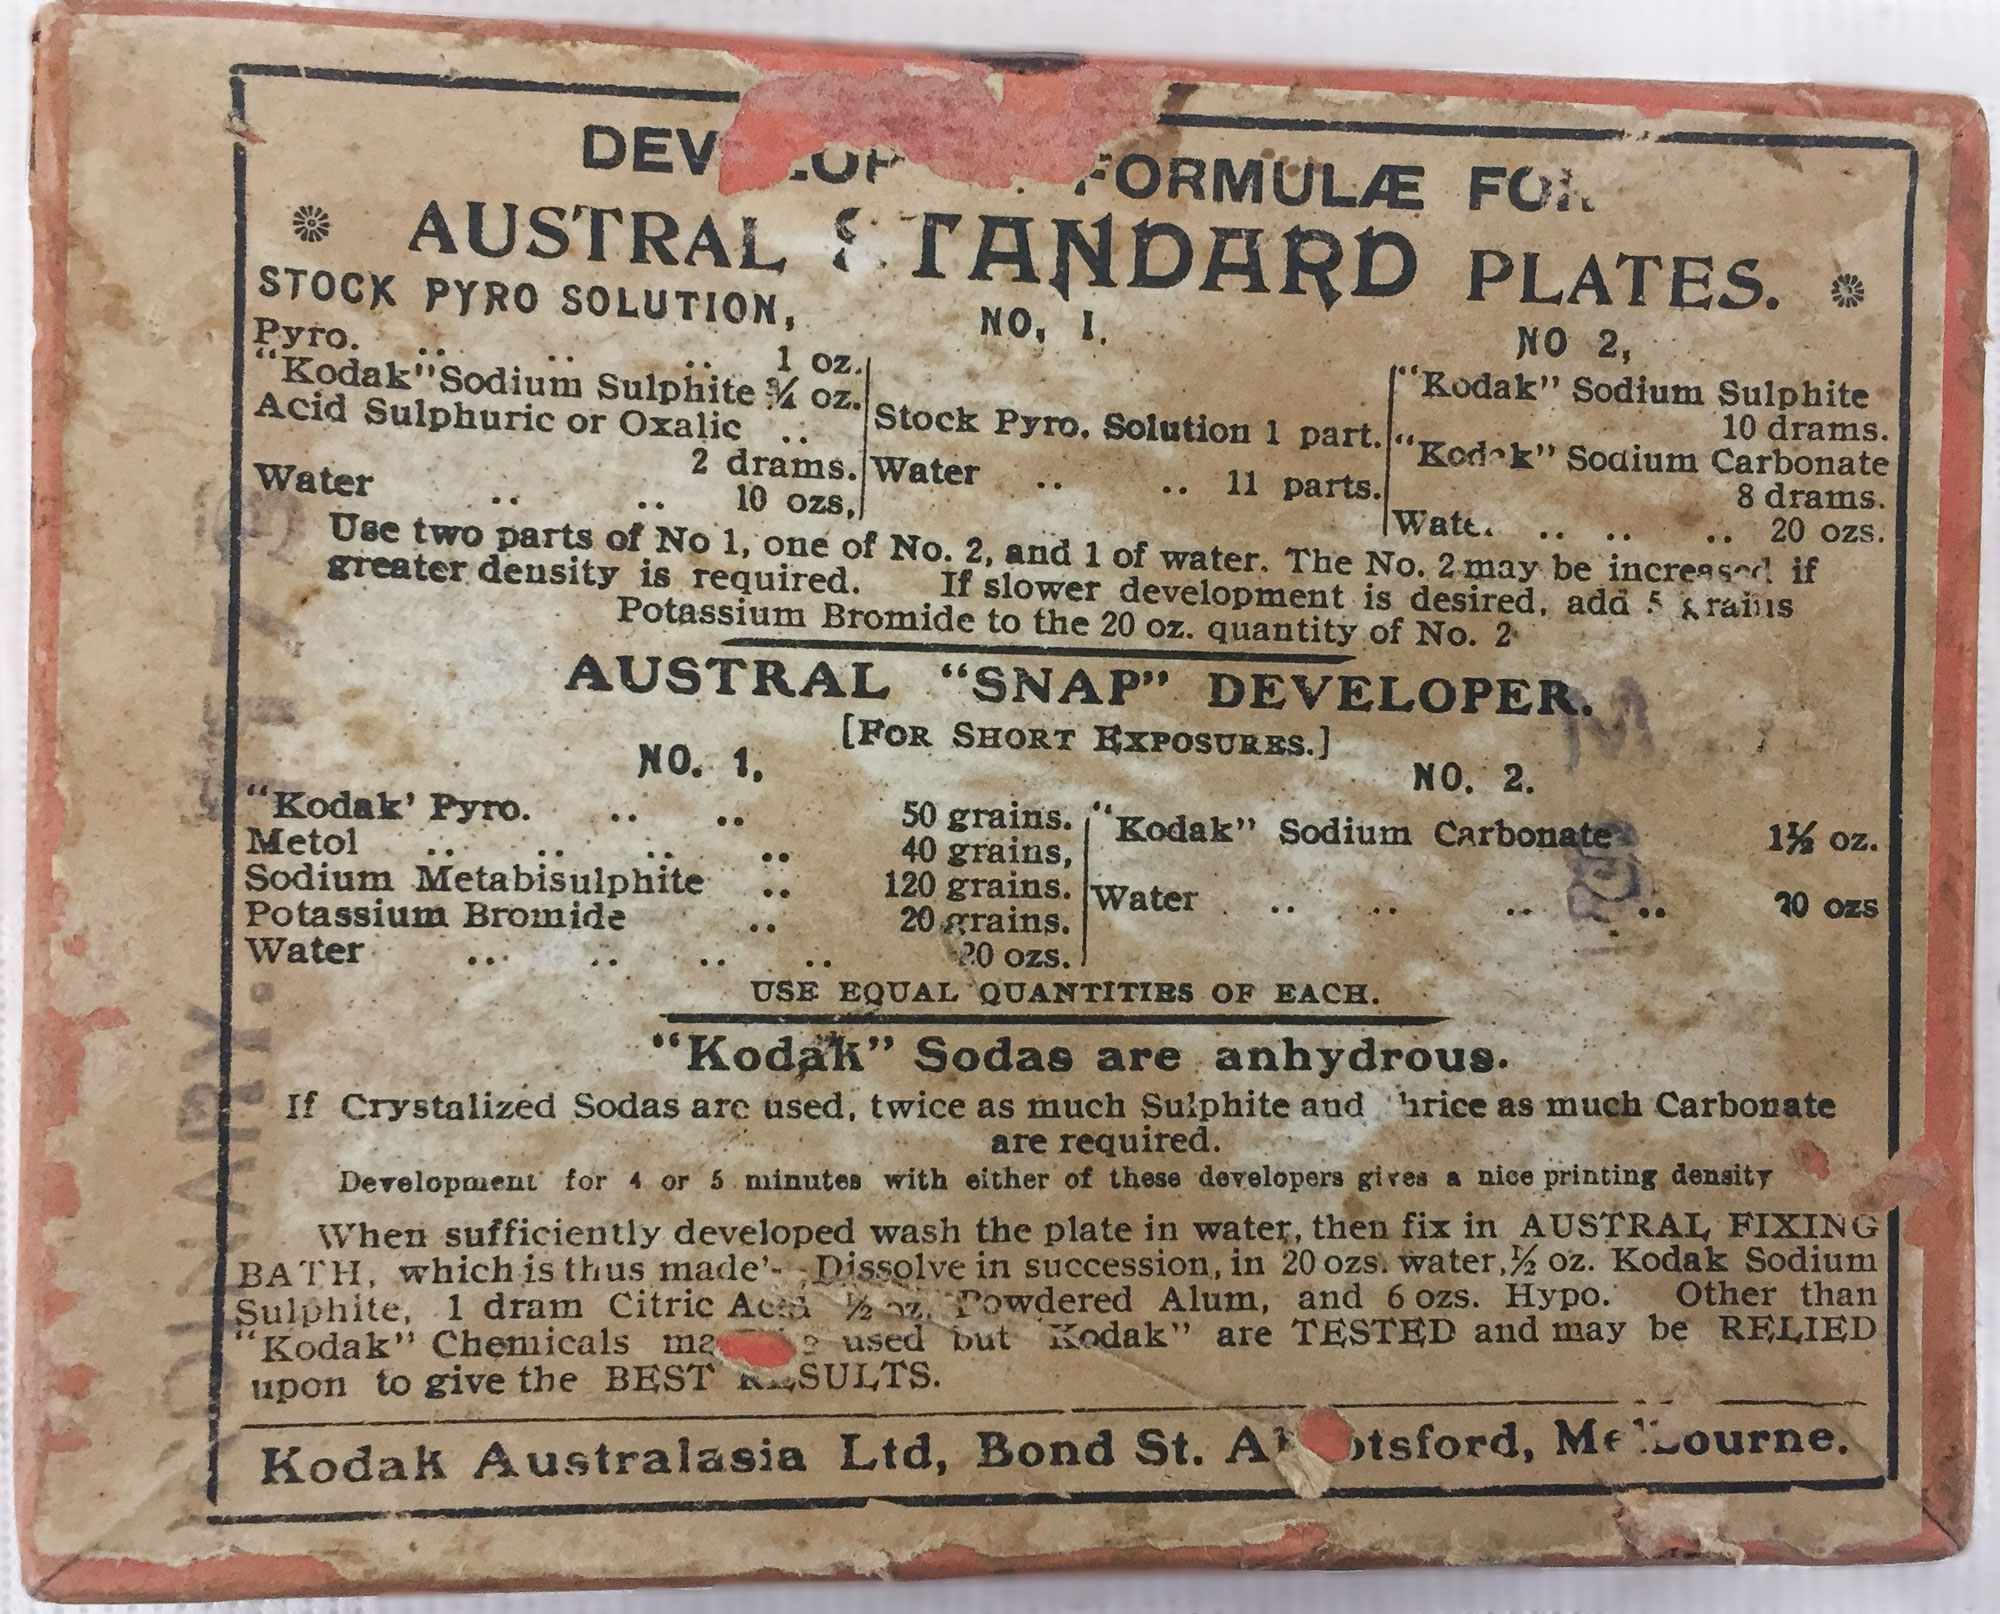 FORMULÆ FOR
AUSTRAL STANDARD PLATES.
STOCK PYRO SOLUTION,
Pyro. .. .. .. 1 oz.
"Kodak" Sodium Sulphite ¾ oz.
Acid Sulphuric or Oxalic ..
2 drams.
Water .. .. 10 ozs,
NO, 1.
Stock Pyro. Solution 1 part.
Water .. .. 11 parts.
NO 2,
"Kodak" Sodium Sulphite
10 drams.
"Kodak" Sodium Carbonate
8 drams.
Water .. .. .. 20 ozs.
Use two parts of No 1, one of No. 2, and 1 of water. The No. 2 may be increased if
greater density is required. If slower development is desired, add 5 grains
Potassium Bromide to the 20 oz. quantity of No. 2
AUSTRAL "SNAP" DEVELOPER.
[FOR SHORT EXPOSURES.]
NO. 1.
"Kodak' Pyro. .. .. 50 grains.
Metol .. .. .. .. 40 grains,
Sodium Metabisulphite .. 120 grains.
Potassium Bromide .. 20 grains.
Water .. .. .. .. 20 ozs.
NO. 2.
"Kodak" Sodium Carbonate 1½ oz.
Water .. .. .. .. 20 ozs
USE EQUAL QUANTITIES OF EACH.
"Kodak" Sodas are anhydrous.
If Crystalized Sodas are used, twice as much Sulphite and thrice as much Carbonate
are required.
Development for 4 or 5 minutes with either of these developers gives a nice printing density
When sufficiently developed wash the plate in water, then fix in AUSTRAL FIXING
BATH, which is thus made'- Dissolve in succession, in 20 ozs. water, ½ oz. Kodak Sodium
Sulphite, 1 dram Citric Acid ½ oz. Powdered Alum, and 6 ozs. Hypo. Other than
"Kodak" Chemicals used but Kodak" are TESTED and may be RELIED
upon to give the BEST RESULTS.
Kodak Australasia Ltd, Bond St. Abbotsford, Melbourne.